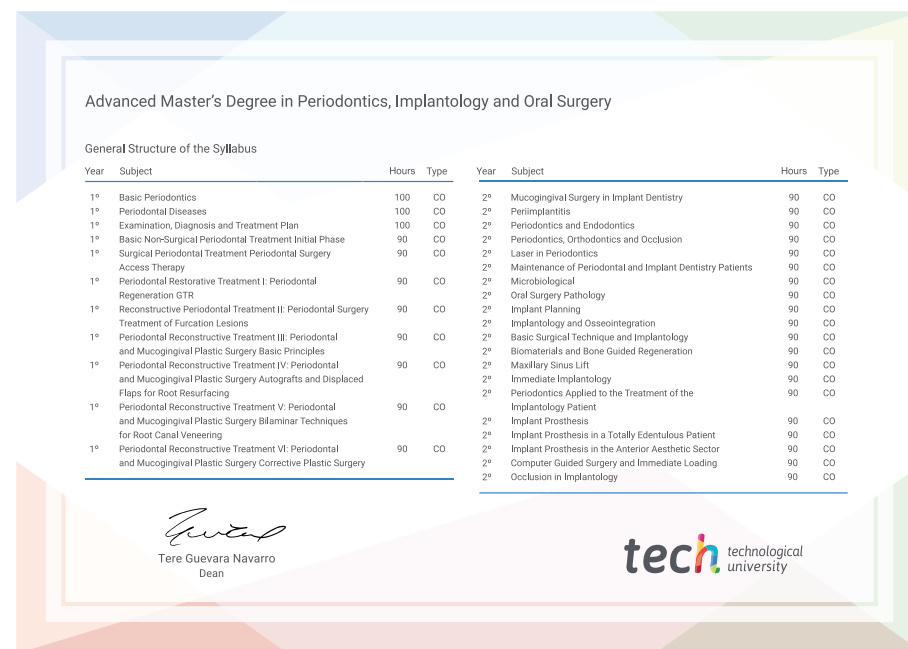 Advanced Master's Degree in Periodontics, Implantology and Oral Surgery
General Structure of the Syllabus
Year Subject Hours Type
1º Basic Periodontics 100 CO
1º Periodontal Diseases 100 CO
1º Examination, Diagnosis and Treatment Plan 100 CO
1º Basic Non-Surgical Periodontal Treatment Initial Phase 90 CO
1º Surgical Periodontal Treatment Periodontal Surgery 90 CO
Access Therapy
1º Periodontal Restorative Treatment I: Periodontal 90 CO
Regeneration GTR
1º Reconstructive Periodontal Treatment II: Periodontal Surgery 90 CO
Treatment of Furcation Lesions
1º Periodontal Reconstructive Treatment III: Periodontal 90 CO
and Mucogingival Plastic Surgery Basic Principles
1º Periodontal Reconstructive Treatment IV: Periodontal 90 CO
and Mucogingival Plastic Surgery Autografts and Displaced
Flaps for Root Resurfacing
1º Periodontal Reconstructive Treatment V: Periodontal 90 CO
and Mucogingival Plastic Surgery Bilaminar Techniques
for Root Canal Veneering
1º Periodontal Reconstructive Treatment VI: Periodontal 90 CO
and Mucogingival Plastic Surgery Corrective Plastic Surgery
Year Subject Hours Type
2º Mucogingival Surgery in Implant Dentistry 90 CO
2º Periimplantitis 90 CO
2º Periodontics and Endodontics 90 CO
2º Periodontics, Orthodontics and Occlusion 90 CO
2º Laser in Periodontics 90 CO
2º Maintenance of Periodontal and Implant Dentistry Patients 90 CO
2º Microbiological 90 CO
2º Oral Surgery Pathology 90 CO
2º Implant Planning 90 CO
2º Implantology and Osseointegration 90 CO
2º Basic Surgical Technique and Implantology 90 CO
2º Biomaterials and Bone Guided Regeneration 90 CO
2º Maxillary Sinus Lift 90 CO
2º Immediate Implantology 90 CO
2º Periodontics Applied to the Treatment of the 90 CO
Implantology Patient
2º Implant Prosthesis 90 CO
2º Implant Prosthesis in a Totally Edentulous Patient 90 CO
2º Implant Prosthesis in the Anterior Aesthetic Sector 90 CO
2º Computer Guided Surgery and Immediate Loading 90 CO
2º Occlusion in Implantology 90 CO
Tere Guevara Navarro
Dean
tech technological
university